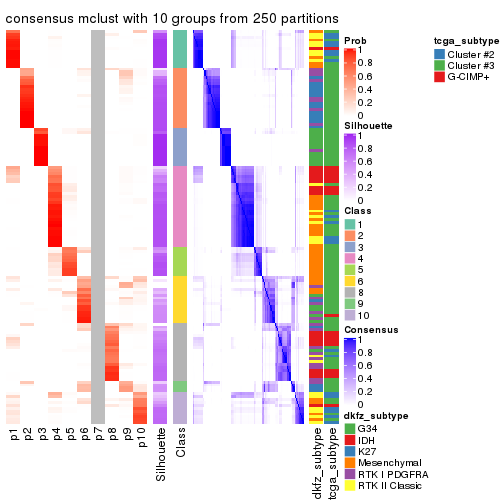 consensus mclust with 10 groups from 250 partitions
Prob
1
0.8
0.6
0.4
0.2
0
Silhouette
1
0.8
0.6
0.4
0.2
0
Class
1
2
3
4
5
6
8
9
10
Consensus
1
0.8
0.6
0.4
0.2
0
dkfz_subtype
G34
IDH
K27
Mesenchymal
RTK I PDGFRA
RTK II Classic
tcga_subtype
Cluster #2
Cluster #3
G-CIMP+
p1
p2
p3
p4
p5
p6
p7
p8
p9
p10
Silhouette
Class
dkfz_subtype
tcga_subtype